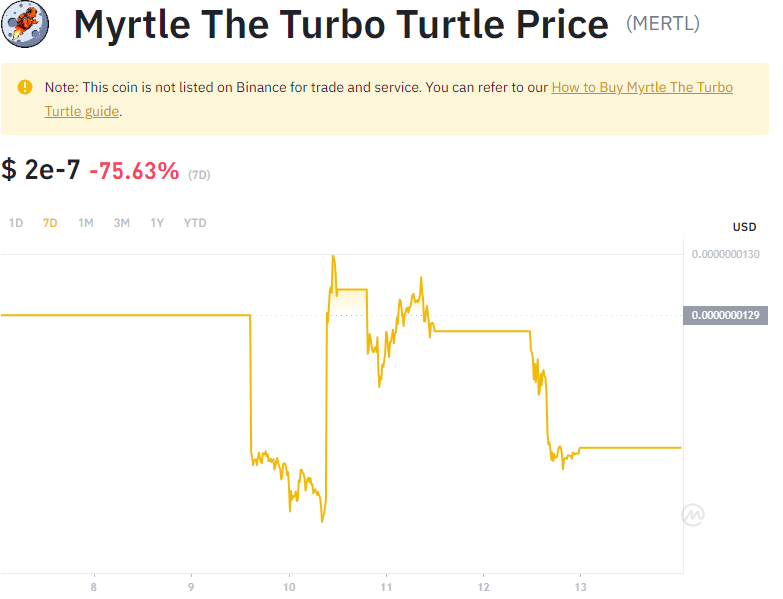 Myrtle The Turbo Turtle Price (MERTL)
Note: This coin is not listed on Binance for trade and service. You can refer to our How to Buy Myrtle The Turbo
Turtle guide.
$ 2e-7 -75.63% (7D)
1D 7D 1M 3M 1Y YTD
USD
0.0000000130
0.0000000129
8 9 10 11 12 13